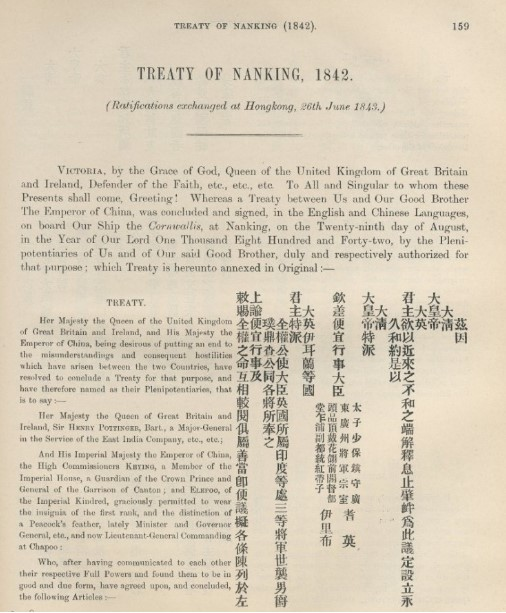 TREATY OF NANKING (1842).
159
TREATY OF NANKING, 1842.
(Ratifications exchanged at Hongkong, 26th June 1843.)
VICTORIA, by the Grace of God, Queen of the United Kingdom of Great Britain
and Ireland, Defender of the Faith, etc., etc., etc. To All and Singular to whom these
Presents shall come, Greeting! Whereas a Treaty between Us and Our Good Brother
The Emperor of China, was concluded and signed, in the English and Chinese Languages,
on board Our Ship the Cornwallis, at Nanking, on the Twenty-ninth day of August,
in the Year of Our Lord One Thousand Eight Hundred and Forty-two, by the Pleni-
potentiaries of Us and of Our said Good Brother, duly and respectively authorized for
that purpose; which Treaty is hereunto annexed in Original:—
TREATY.
Her Majesty the Queen of the United Kingdom
of Great Britain and Ireland, and His Majesty the
Emperor of China, being desirous of putting an end to
the misunderstandings and consequent hostilities
which have arisen between the two Countries, have
resolved to conclude a Treaty for that purpose, and
have therefore named as their Plenipotentiaries, that
is to say:—
Her Majesty the Queen of Great Britain and
Ireland, Sir HENRY POTTINGER, Bart., a Major-General
in the Service of the East India Company, etc., etc.;
And His Imperial Majesty the Emperor of China,
the High Commissioners KEYING, a Member of the
Imperial House, a Guardian of the Crown Prince and
General of the Garrison of Canton; and ELEPOO, of
the Imperial Kindred, graciously permitted to wear
the insignia of the first rank, and the distinction of
a Peacock's feather, lately Minister and Governor
General, etc., and now Lieutenant-General Commanding
at Chapoo:
Who, after having communicated to each other
their respective Full Powers and found them to be in
good and due form, have agreed upon, and concluded,
the following Articles:—
茲因
大清
大皇帝
大英
君主欲以近來之不和之端解釋息止肇衅為此議定設立永
久和約是以
大清
大皇帝特派
欽差便宜行事大臣
太子少保鎮守廣
東廣州將軍宗室
耆英
頭品頂戴花翎前閣督部
堂乍浦副都統紅帶子
伊里布
大英伊耳蘭等國
君主特派
全權公使大臣英國所屬印度等處三等將軍世襲男爵
璞鼎查公同各將所奉之
上諭便宜行事及
敕賜全權之命互相較閱俱屬善當即便議擬各條陳列於左